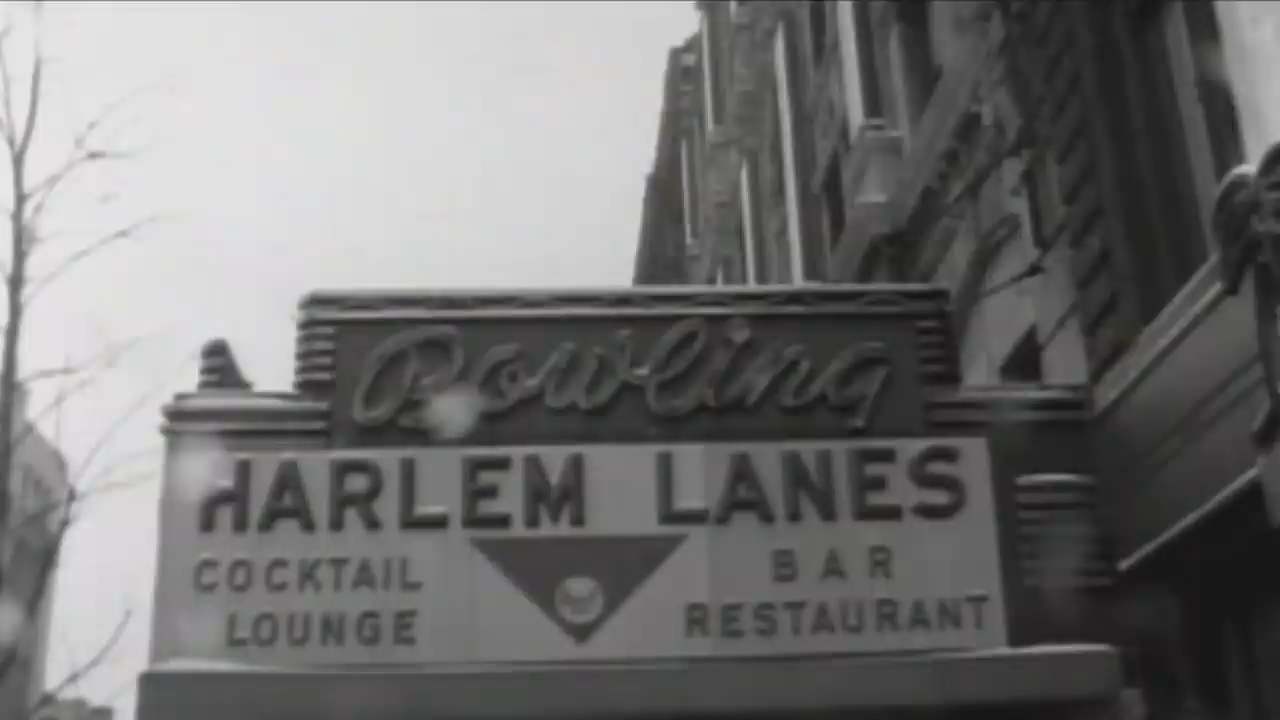 Bowling
HARLEM LANES
COCKTAIL
LOUNGE
BAR
RESTAURANT